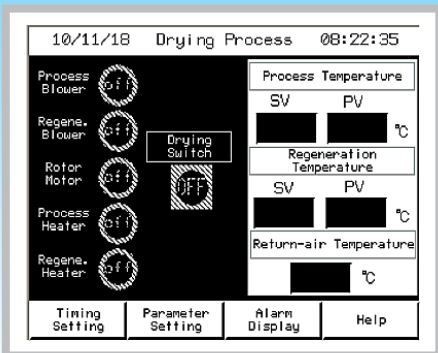 10/11/18 Drying Process 08:22:35
Process
Blower
off
Regene.
Blower
off
Rotor
Motor
off
Process
Heater
off
Regene.
Heater
off
Drying
Switch
OFF
Process Temperature
SV PV
℃
Regeneration
Temperature
SV PV
℃
Return-air Temperature
℃
Timing
Setting
Parameter
Setting
Alarm
Display
Help